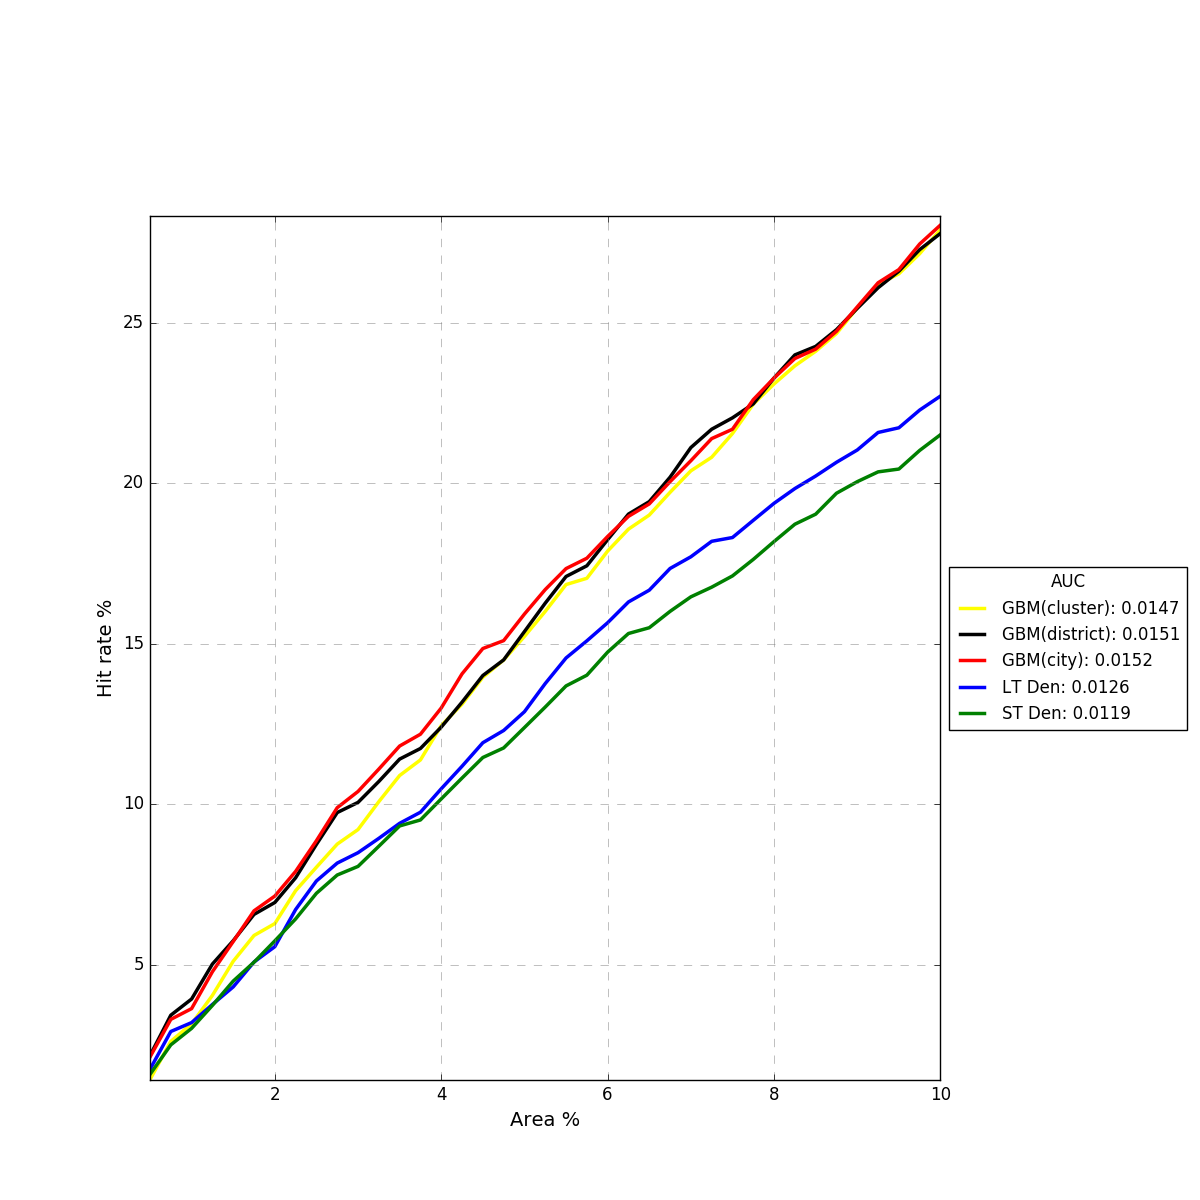 25
20
15
10
5
Hit rate %
2 4 6 8 10
Area %
AUC
GBM(cluster): 0.0147
GBM(district): 0.0151
GBM(city): 0.0152
LT Den: 0.0126
ST Den: 0.0119